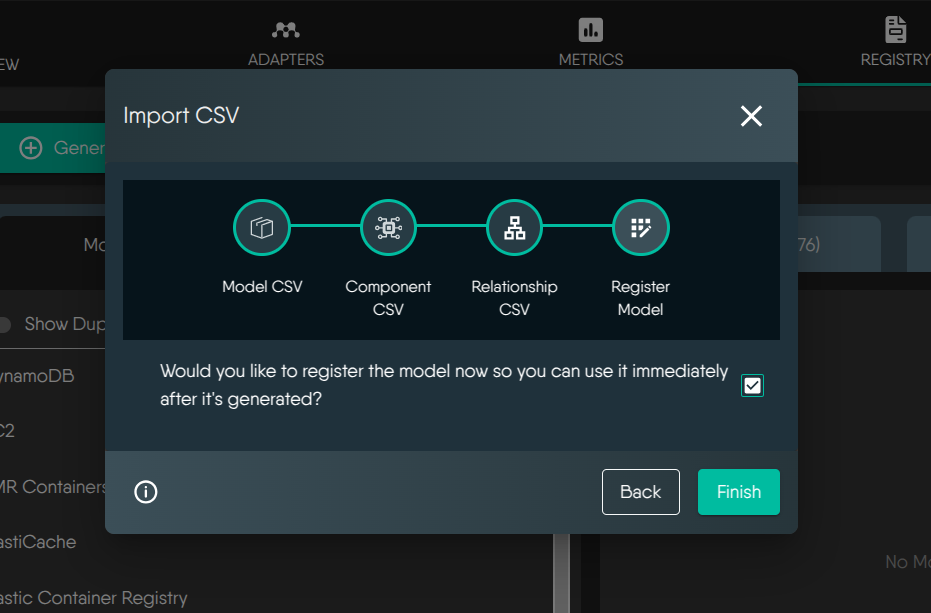 ADAPTERS
METRICS
REGISTRY
Import CSV
Model CSV
Component
CSV
Relationship
CSV
Register
Model
76)
Show Dup
Would you like to register the model now so you can use it immediately
after it's generated?
ynamoDB
C2
MR Containers
astiCache
astic Container Registry
Back
Finish
EW
Gener
Mo
No Mo